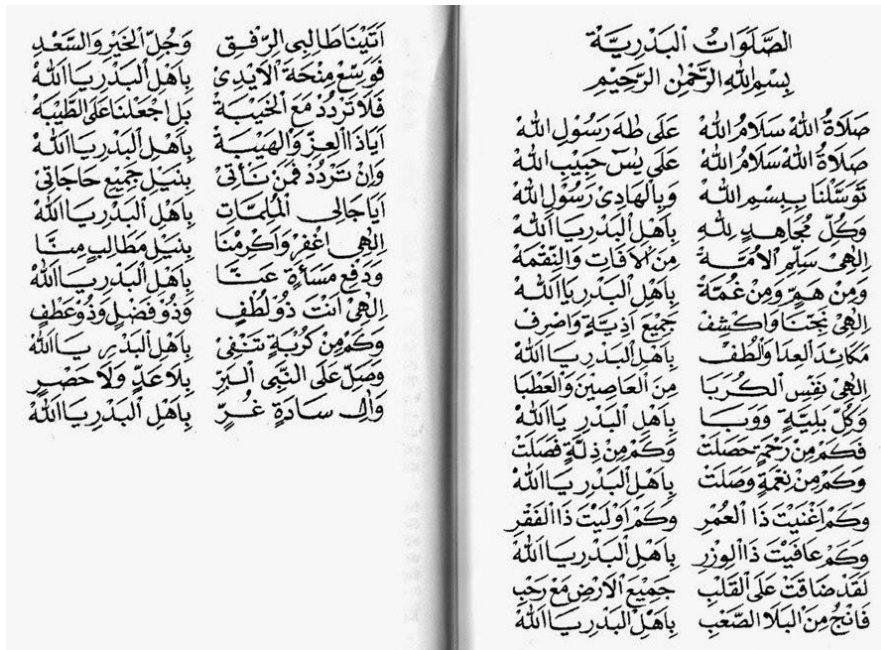 الصَّلَوَاتُ الْبَدْرِيَّة
بِسْمِ اللهِ الرَّحْمٰنِ الرَّحِيْمِ
صَلَاةُ اللهْ سَلَامُ اللهْ عَلَى طٰهَ رَسُوْلِ اللهْ
صَلَاةُ اللهْ سَلَامُ اللهْ عَلَى يٰسٓ حَبِيْبِ اللهْ
تَوَسَّلْنَا بِبِسْمِ اللهْ وَبِالْهَادِىْ رَسُوْلِ اللهْ
وَكُلِّ مُجَاهِدٍ لِلّٰهِ بِاَهْلِ الْبَدْرِ يَا اَللهْ
اِلٰهِىْ سَلِّمِ الْاُمَّةْ مِنَ الْاٰفَاتِ وَالنِّقْمَةْ
وَمِنْ هَمٍّ وَمِنْ غُمَّةْ بِاَهْلِ الْبَدْرِ يَا اَللهْ
اِلٰهِىْ نَجِّنَا وَاكْشِفْ جَمِيْعَ اَذِيَّةٍ وَاصْرِفْ
مَكَائِدَ الْعِدَا وَالْطُفْ بِاَهْلِ الْبَدْرِ يَا اَللهْ
اِلٰهِىْ نَفِّسِ الْكُرَبَا مِنَ الْعَاصِيْنَ وَالْعَطْبَا
وَكُلِّ بَلِيَّةٍ وَوَبَا بِاَهْلِ الْبَدْرِ يَا اَللهْ
فَكَمْ مِنْ رَحْمَةٍ حَصَلَتْ وَكَمْ مِنْ ذِلَّةٍ فَصَلَتْ
وَكَمْ مِنْ نِعْمَةٍ وَصَلَتْ بِاَهْلِ الْبَدْرِ يَا اَللهْ
وَكَمْ اَغْنَيْتَ ذَا الْعُمْرِ وَكَمْ اَوْلَيْتَ ذَا الْفَقْرِ
وَكَمْ عَافَيْتَ ذَا الْوِزْرِ بِاَهْلِ الْبَدْرِ يَا اَللهْ
لَقَدْ ضَاقَتْ عَلَى الْقَلْبِ جَمِيْعُ الْاَرْضِ مَعْ رَحْبِ
فَانْجِ مِنَ الْبَلَا الصَّعْبِ بِاَهْلِ الْبَدْرِ يَا اَللهْ
اَتَيْنَا طَالِبِى الرِّفْقِ وَجُلِّ الْخَيْرِ وَالسَّعْدِ
فَوَسِّعْ مِنْحَةَ الْاَيْدِىْ بِاَهْلِ الْبَدْرِ يَا اَللهْ
فَلَا تَرْدُدْ مَعَ الْخَيْبَةْ بَلِ اجْعَلْنَا عَلَى الطَّيْبَهْ
اَيَا ذَا الْعِزِّ وَالْهَيْبَةْ بِاَهْلِ الْبَدْرِ يَا اَللهْ
وَاِنْ تَرْدُدْ فَمَنْ نَأْتِىْ بِنَيْلِ جَمِيْعِ حَاجَاتِىْ
اَيَا جَالِى الْمُلِمَّاتِ بِاَهْلِ الْبَدْرِ يَا اَللهْ
اِلٰهِى اغْفِرْ وَاَكْرِمْنَا بِنَيْلِ مَطَالِبٍ مِنَّا
وَدَفْعِ مَسَأَةٍ عَنَّا بِاَهْلِ الْبَدْرِ يَا اَللهْ
اِلٰهِىْ اَنْتَ ذُوْ لُطْفٍ وَذُوْ فَضْلٍ وَذُوْ عَطْفٍ
وَكَمْ مِنْ كُرْبَةٍ تَنْفِىْ بِاَهْلِ الْبَدْرِ يَا اَللهْ
وَصَلِّ عَلَى النَّبِى الْبَرِّ بِلَا عَدٍّ وَلَا حَصْرٍ
وَاٰلِ سَادَةٍ غُرٍّ بِاَهْلِ الْبَدْرِ يَا اَللهْ